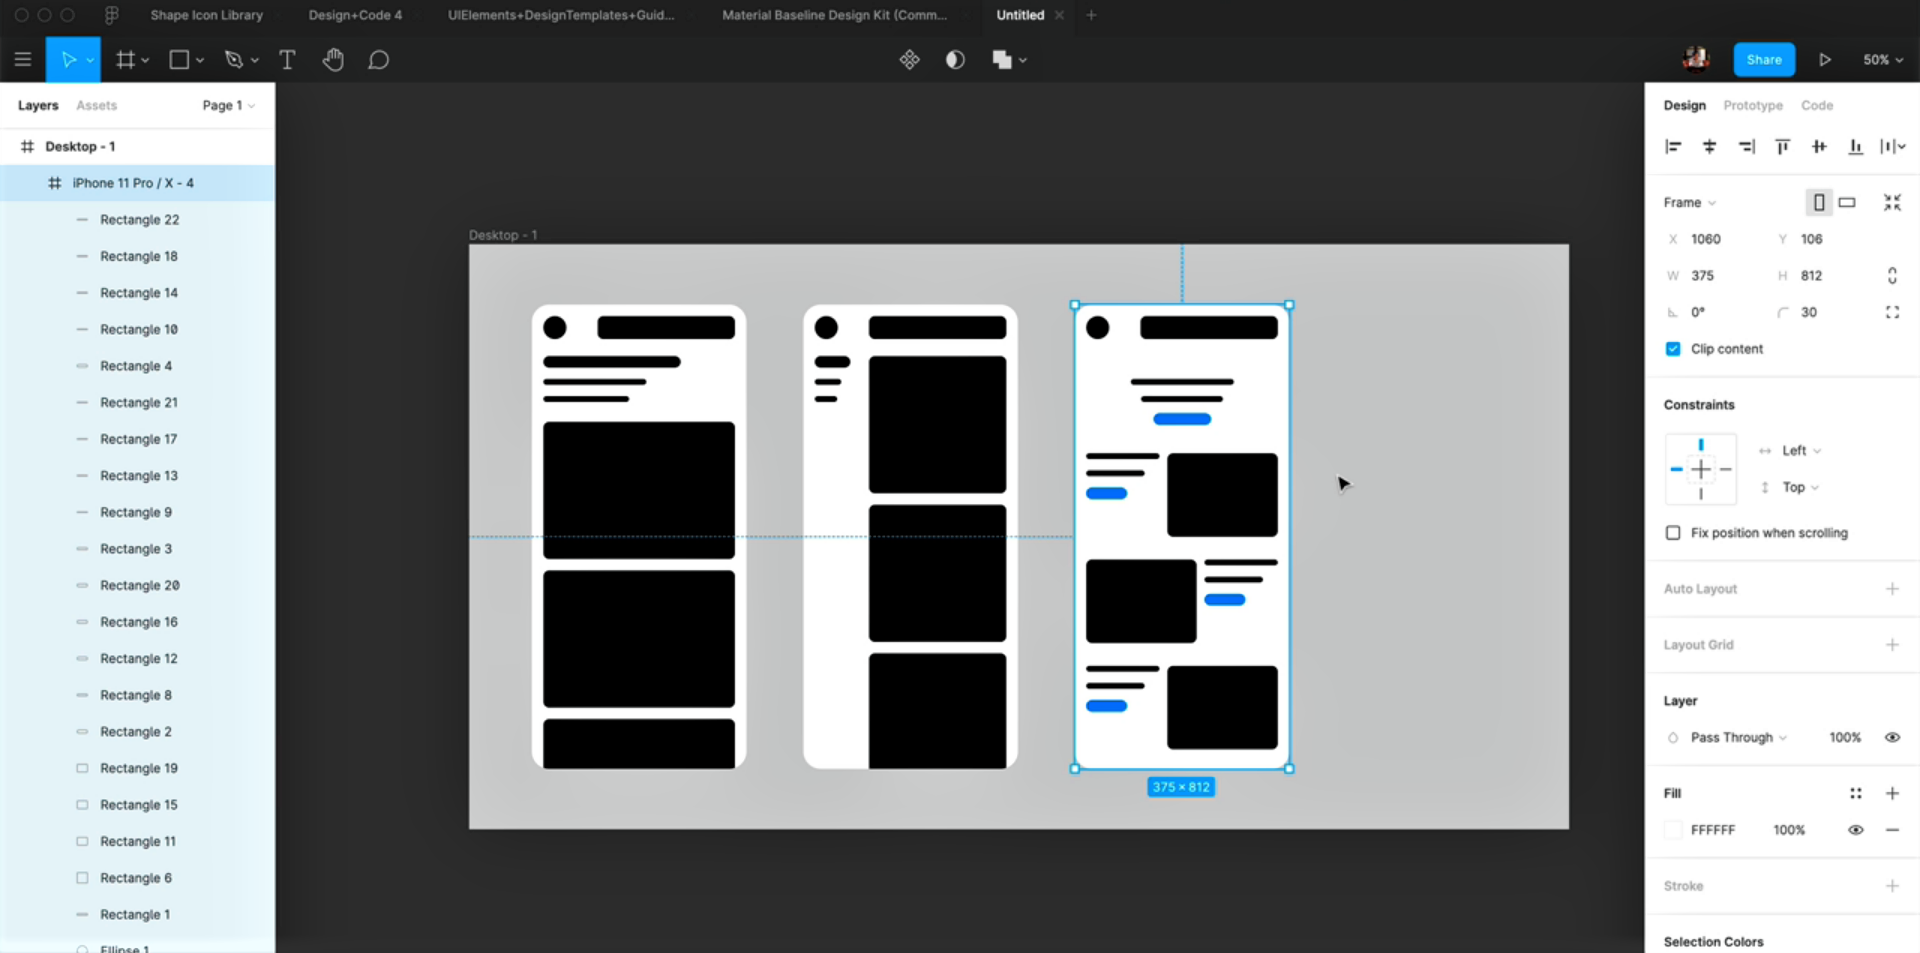 Shape Icon Library
Design+Code 4
UIElements+DesignTemplates+Guid...
Material Baseline Design Kit (Comm...
Untitled
Share
50%
Layers
Assets
Page 1
Desktop - 1
iPhone 11 Pro / X - 4
Rectangle 22
Rectangle 18
Rectangle 14
Rectangle 10
Rectangle 4
Rectangle 21
Rectangle 17
Rectangle 13
Rectangle 9
Rectangle 3
Rectangle 20
Rectangle 16
Rectangle 12
Rectangle 8
Rectangle 2
Rectangle 19
Rectangle 15
Rectangle 11
Rectangle 6
Rectangle 1
Ellipse 1
Desktop - 1
375 × 812
Design
Prototype
Code
Frame
X 1060
Y 106
W 375
H 812
0°
30
Clip content
Constraints
Left
Top
Fix position when scrolling
Auto Layout
Layout Grid
Layer
Pass Through
100%
Fill
FFFFFF
100%
Stroke
Selection Colors